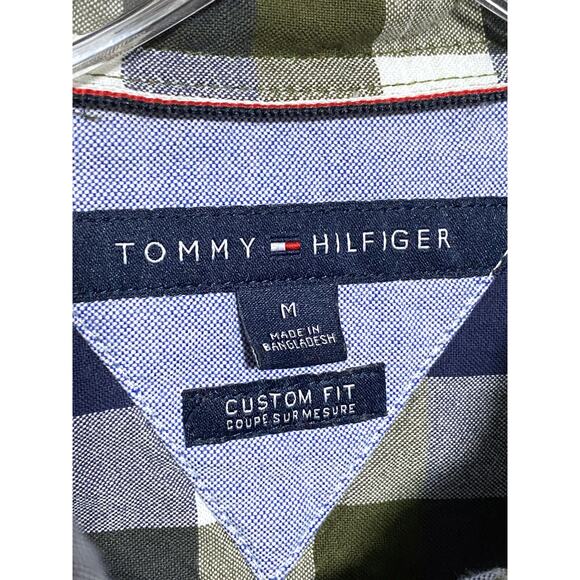 TOMMY HILFIGER
M
MADE IN
BANGLADESH
CUSTOM FIT
COUPE SUR MESURE